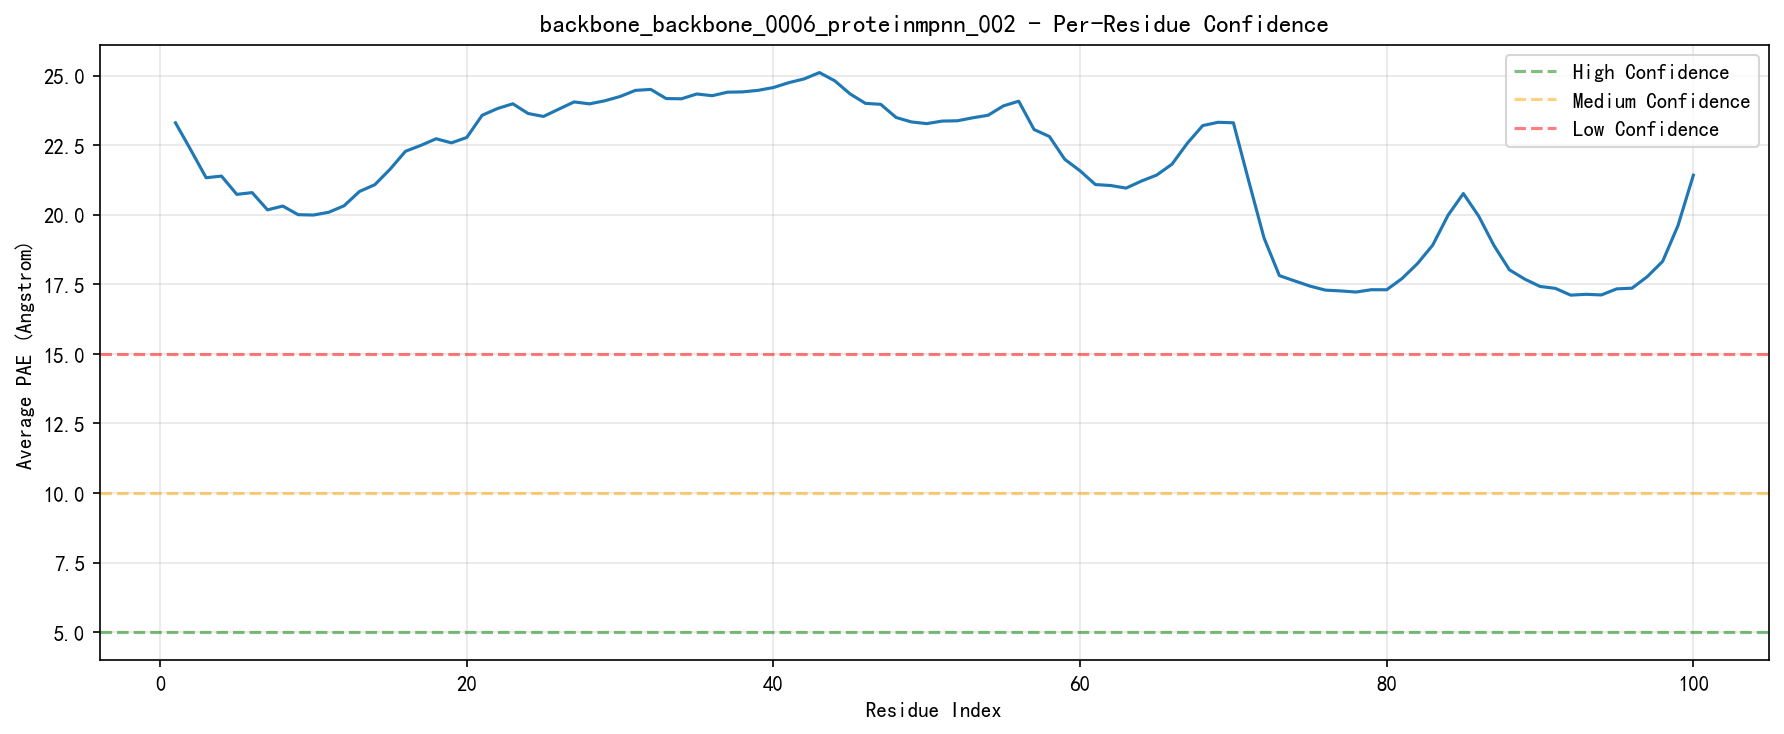 backbone_backbone_0006_proteinmpnn_002 - Per-Residue Confidence
High Confidence
Medium Confidence
Low Confidence
25.0
22.5
20.0
17.5
15.0
12.5
10.0
7.5
5.0
Average PAE (Angstrom)
0 20 40 60 80 100
Residue Index